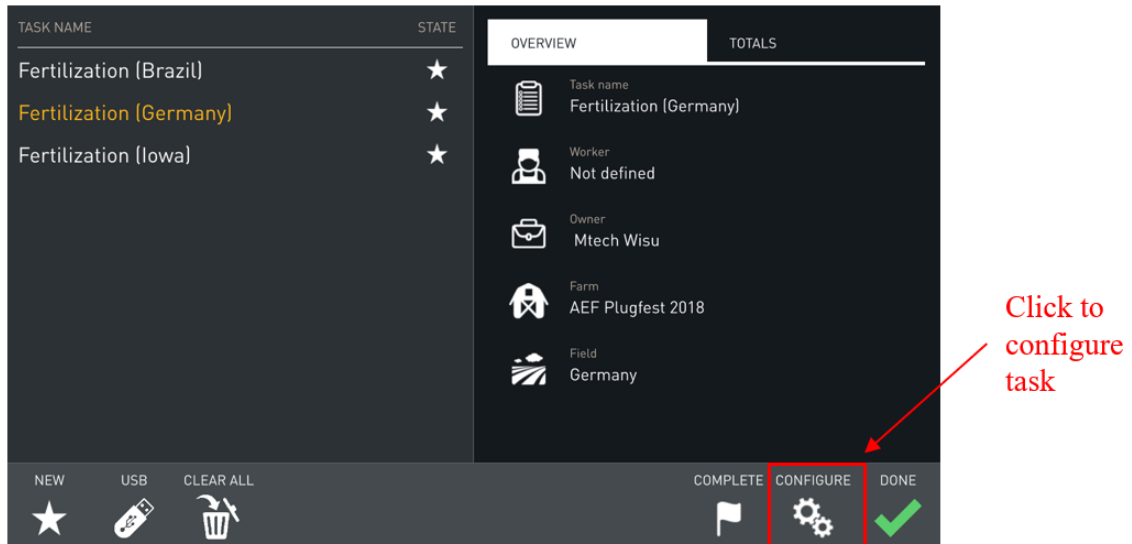 TASK NAME STATE
Fertilization (Brazil)
Fertilization (Germany)
Fertilization (Iowa)
OVERVIEW TOTALS
Task name
Fertilization (Germany)
Worker
Not defined
Owner
Mtech Wisu
Farm
AEF Plugfest 2018
Field
Germany
Click to
configure
task
NEW USB CLEAR ALL COMPLETE CONFIGURE DONE